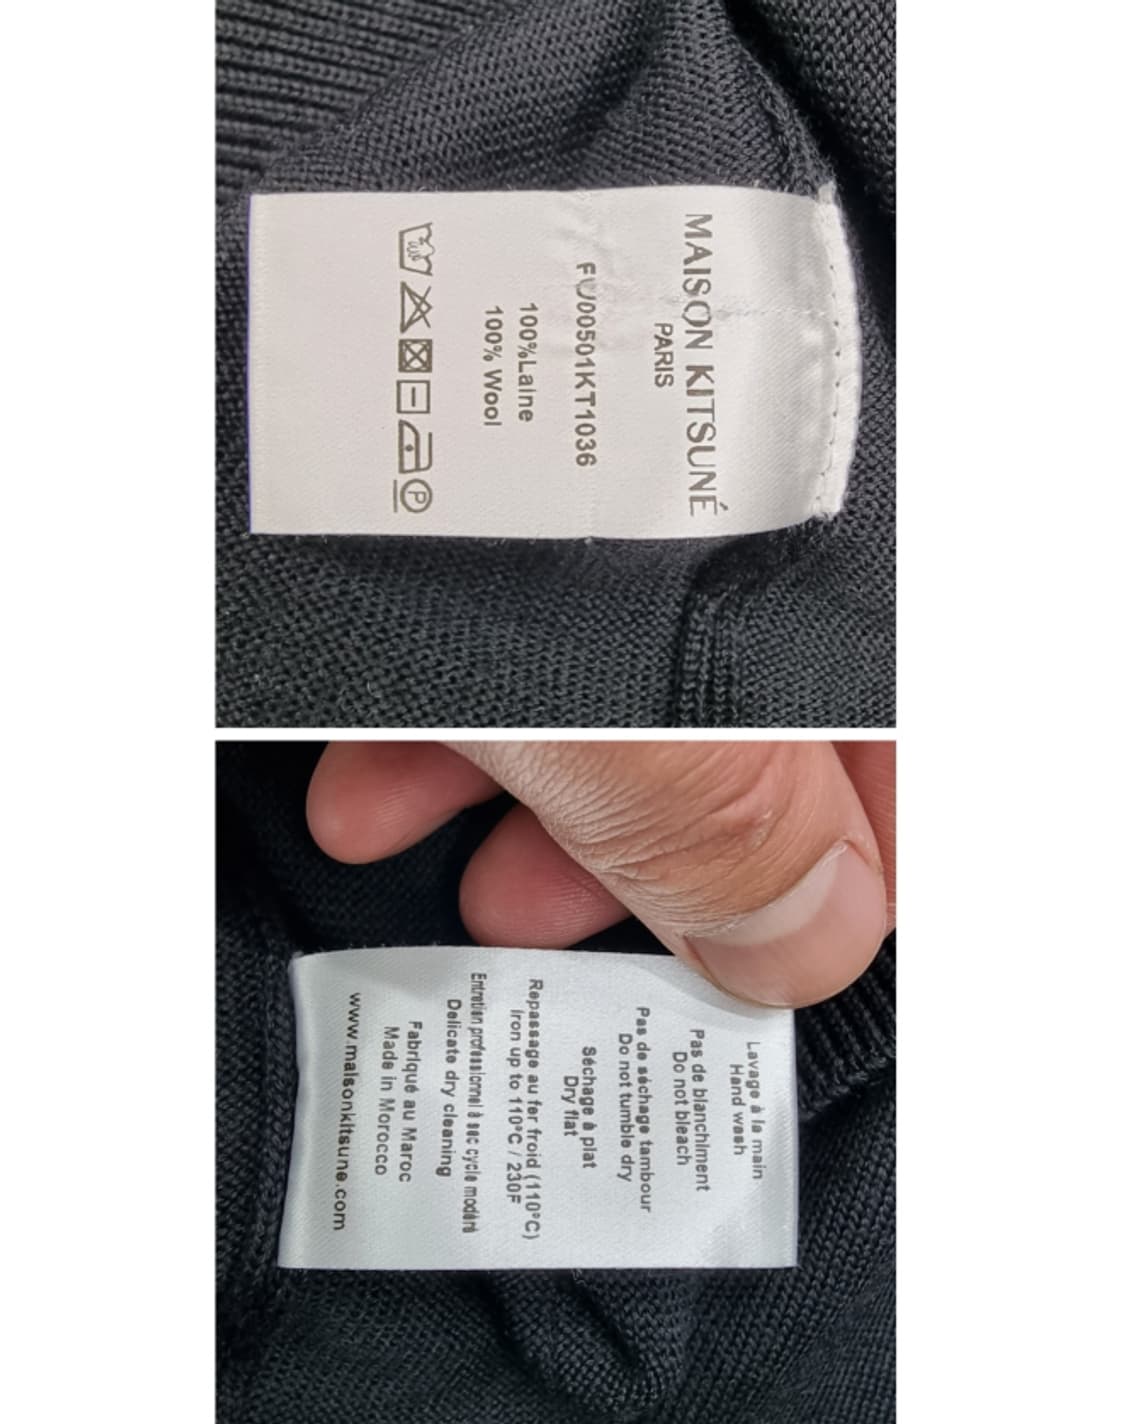 MAISON KITSUNÉ
PARIS
FU00501KT1036
100%Laine
100% Wool
P
Lavage à la main
Hand wash
Pas de blanchiment
Do not bleach
Pas de séchage tambour
Do not tumble dry
Séchage à plat
Dry flat
Repassage au fer froid (110°C)
Iron up to 110°C / 230F
Entretien professionnel à sec cycle modéré
Delicate dry cleaning
Fabriqué au Maroc
Made in Morocco
www.maisonkitsune.com